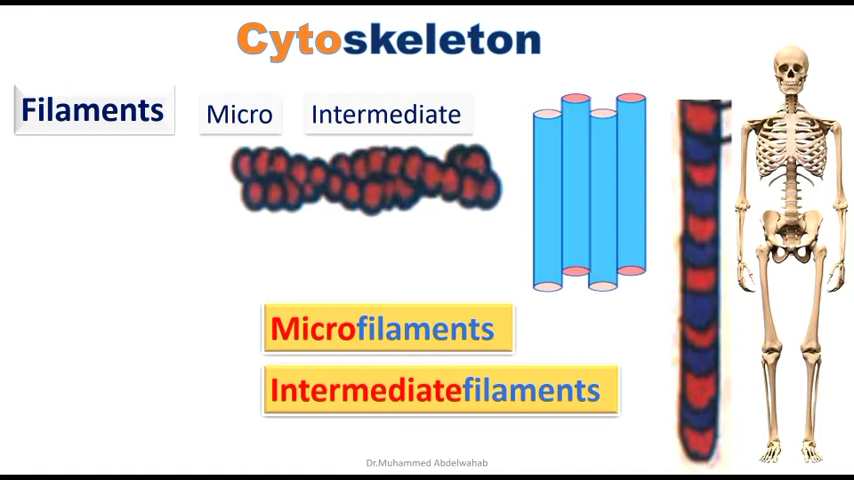 Cytoskeleton
Filaments
Micro
Intermediate
Microfilaments
Intermediatefilaments
Dr.Muhammed Abdelwahab